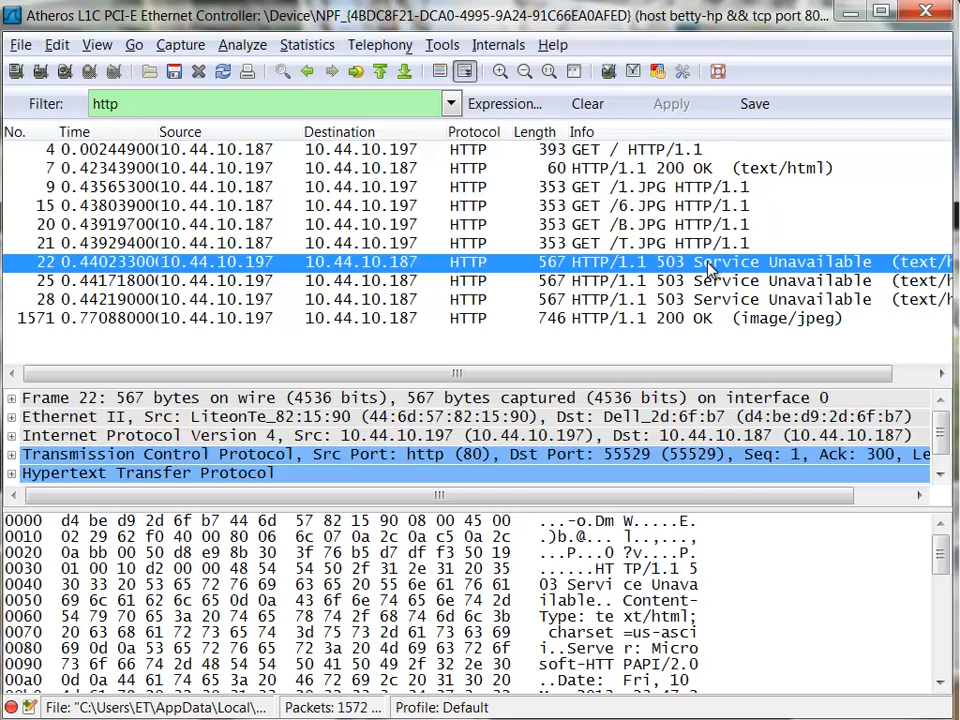 Atheros L1C PCI-E Ethernet Controller: \Device\NPF_{4BDC8F21-DCA0-4995-9A24-91C66EA0AFED} (host betty-hp && tcp port 80...
File Edit View Go Capture Analyze Statistics Telephony Tools Internals Help
Filter: http Expression... Clear Apply Save
No. Time Source Destination Protocol Length Info
4 0.00244900( 10.44.10.187 10.44.10.197 HTTP 393 GET / HTTP/1.1
7 0.42343900( 10.44.10.197 10.44.10.187 HTTP 60 HTTP/1.1 200 OK (text/html)
9 0.43565300( 10.44.10.187 10.44.10.197 HTTP 353 GET /1.JPG HTTP/1.1
15 0.43803900( 10.44.10.187 10.44.10.197 HTTP 353 GET /6.JPG HTTP/1.1
20 0.43919700( 10.44.10.187 10.44.10.197 HTTP 353 GET /B.JPG HTTP/1.1
21 0.43929400( 10.44.10.187 10.44.10.197 HTTP 353 GET /T.JPG HTTP/1.1
22 0.44023300( 10.44.10.197 10.44.10.187 HTTP 567 HTTP/1.1 503 Service Unavailable (text/h
25 0.44171800( 10.44.10.197 10.44.10.187 HTTP 567 HTTP/1.1 503 Service Unavailable (text/h
28 0.44219000( 10.44.10.197 10.44.10.187 HTTP 567 HTTP/1.1 503 Service Unavailable (text/h
1571 0.77088000( 10.44.10.197 10.44.10.187 HTTP 746 HTTP/1.1 200 OK (image/jpeg)
Frame 22: 567 bytes on wire (4536 bits), 567 bytes captured (4536 bits) on interface 0
Ethernet II, Src: LiteonTe_82:15:90 (44:6d:57:82:15:90), Dst: Dell_2d:6f:b7 (d4:be:d9:2d:6f:b7)
Internet Protocol Version 4, Src: 10.44.10.197 (10.44.10.197), Dst: 10.44.10.187 (10.44.10.187)
Transmission Control Protocol, Src Port: http (80), Dst Port: 55529 (55529), Seq: 1, Ack: 300, Le
Hypertext Transfer Protocol
0000 d4 be d9 2d 6f b7 44 6d 57 82 15 90 08 00 45 00 ...-o.Dm W.....E.
0010 02 29 62 f0 40 00 80 06 6c 07 0a 2c 0a c5 0a 2c .)b.@... l..,...,
0020 0a bb 00 50 d8 e9 8b 30 3f 76 b5 d7 df f3 50 19 ...P...0 ?v....P.
0030 01 00 10 d2 00 00 48 54 54 50 2f 31 2e 31 20 35 ......HT TP/1.1 5
0040 30 33 20 53 65 72 76 69 63 65 20 55 6e 61 76 61 03 Servi ce Unava
0050 69 6c 61 62 6c 65 0d 0a 43 6f 6e 74 65 6e 74 2d ilable.. Content-
0060 54 79 70 65 3a 20 74 65 78 74 2f 68 74 6d 6c 3b Type: te xt/html;
0070 20 63 68 61 72 73 65 74 3d 75 73 2d 61 73 63 69 charset =us-asci
0080 69 0d 0a 53 65 72 76 65 72 3a 20 4d 69 63 72 6f i..Serve r: Micro
0090 73 6f 66 74 2d 48 54 54 50 41 50 49 2f 32 2e 30 soft-HTT PAPI/2.0
00a0 0d 0a 44 61 74 65 3a 20 46 72 69 2c 20 31 30 20 ..Date: Fri, 10
File: "C:\Users\ET\AppData\Local\... Packets: 1572 ... Profile: Default